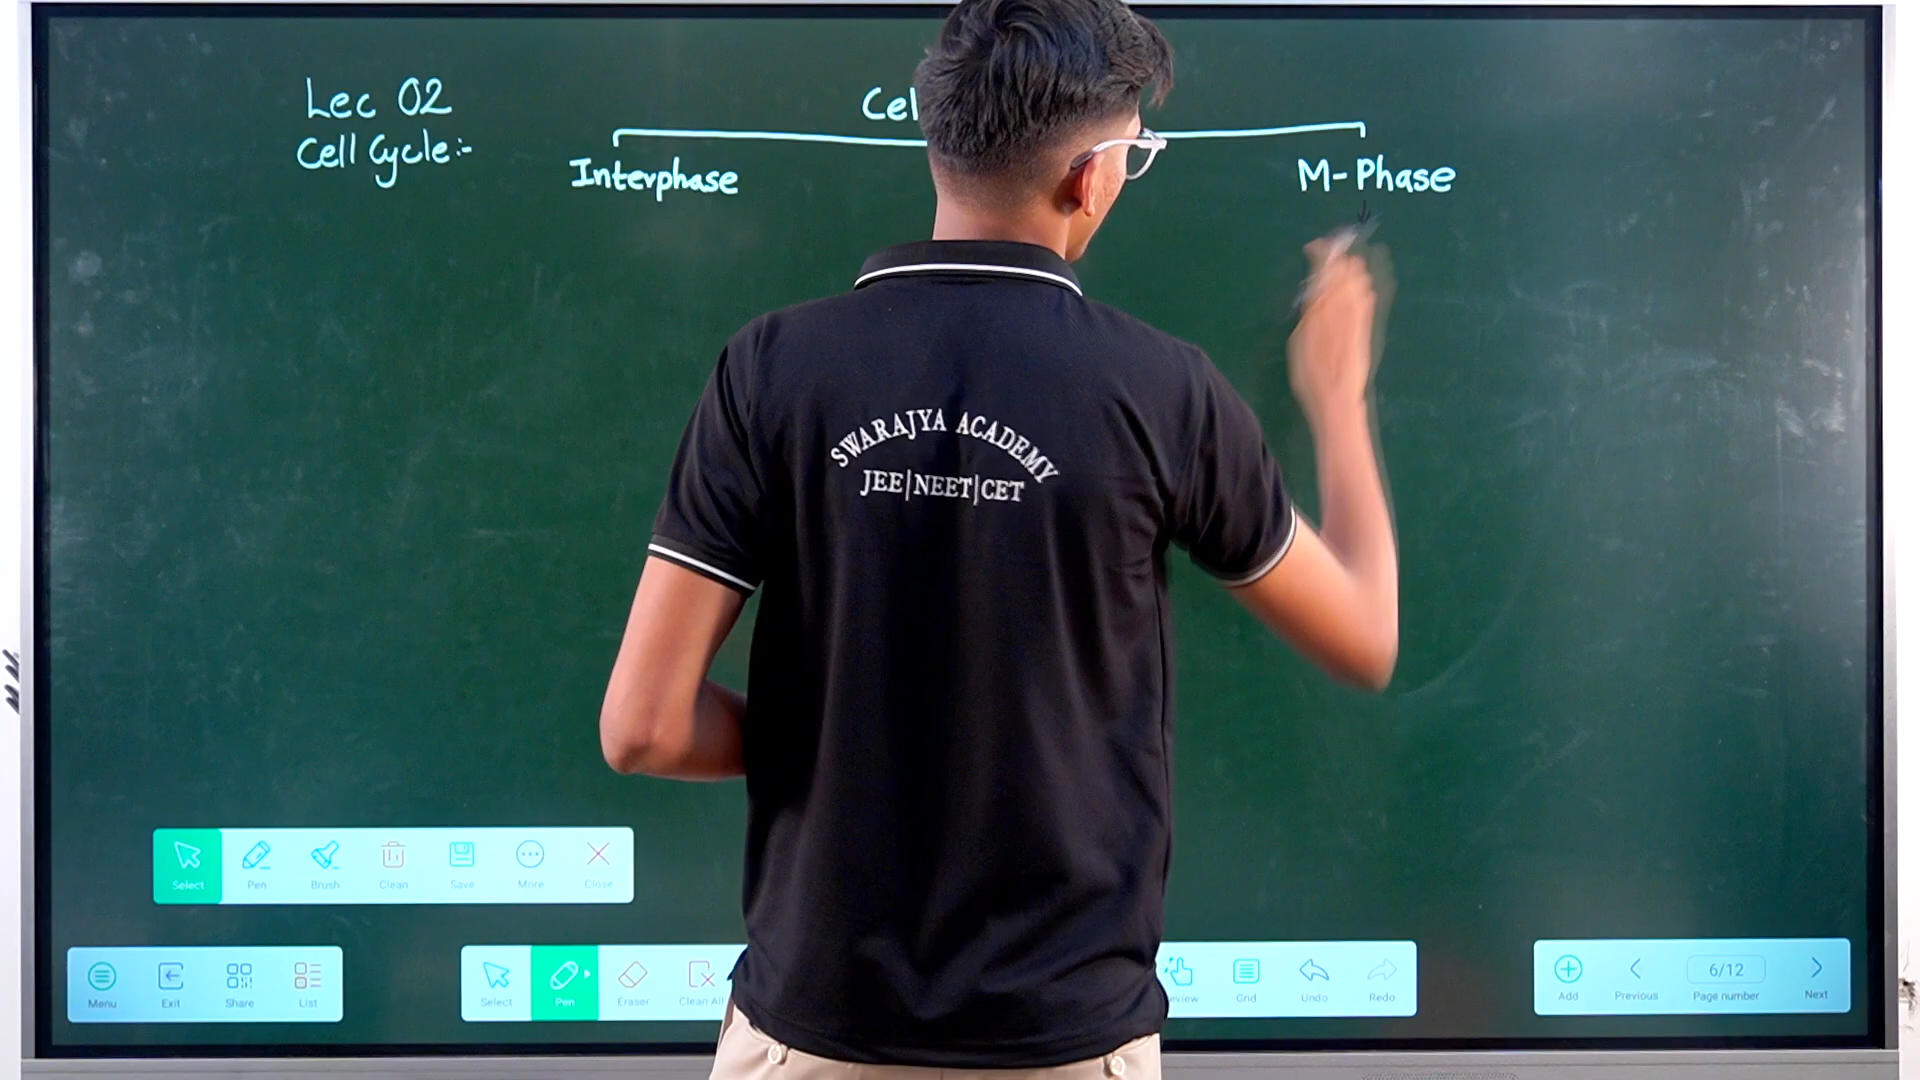 Lec 02
Cell Cycle:-
Cel
Interphase
M-Phase
SWARAJYA ACADEMY
JEE|NEET|CET
Select Pen Brush Clean Save More Close
Menu Exit Share List
Select Pen Eraser Clean All
eview Grid Undo Redo
Add Previous 6/12 Page number Next